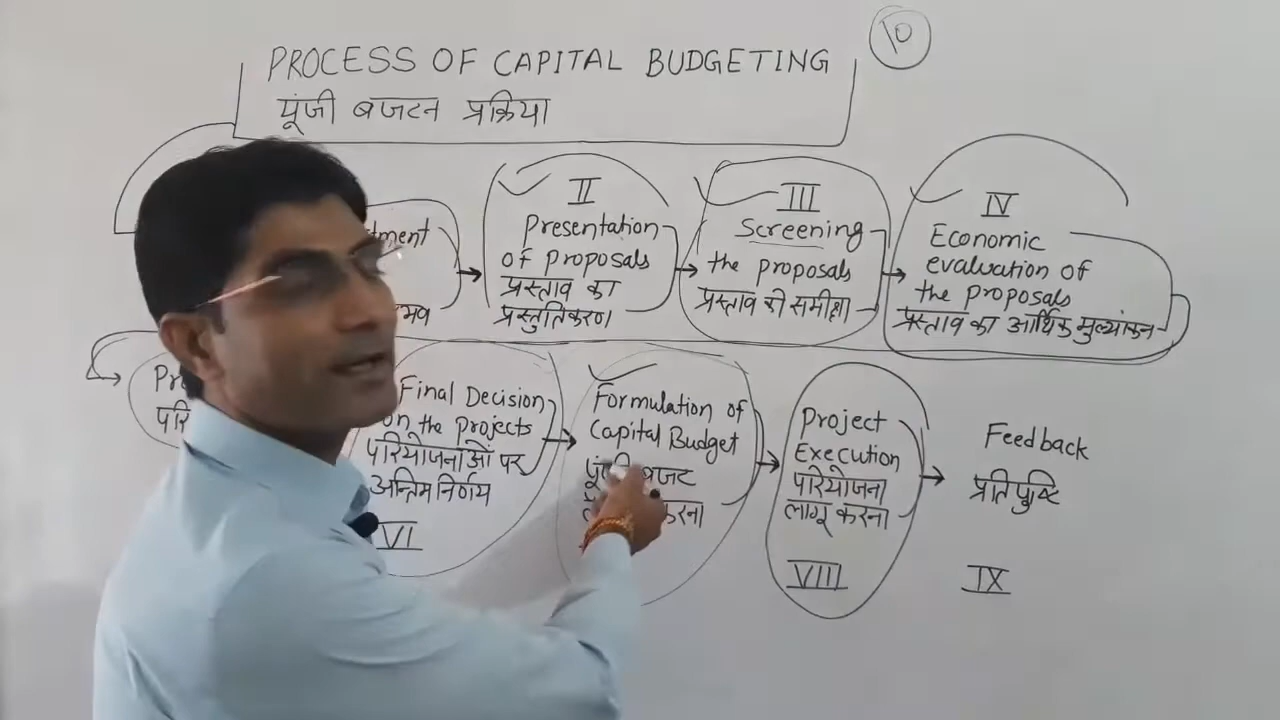 10
PROCESS OF CAPITAL BUDGETING
पूंजी बजटन प्रक्रिया
II
Presentation
of proposals
प्रस्ताव का
प्रस्तुतिकरण
III
Screening
the proposals
प्रस्ताव की समीक्षा
IV
Economic
evaluation of
the proposals
प्रस्ताव का आर्थिक मुल्यांकन
Final Decision
on the projects
परियोजनाओं पर
अन्तिम निर्णय
VI
Formulation of
Capital Budget
बजट
करना
Project
Execution
परियोजना
लागू करना
VIII
Feedback
प्रतिपुष्टि
IX